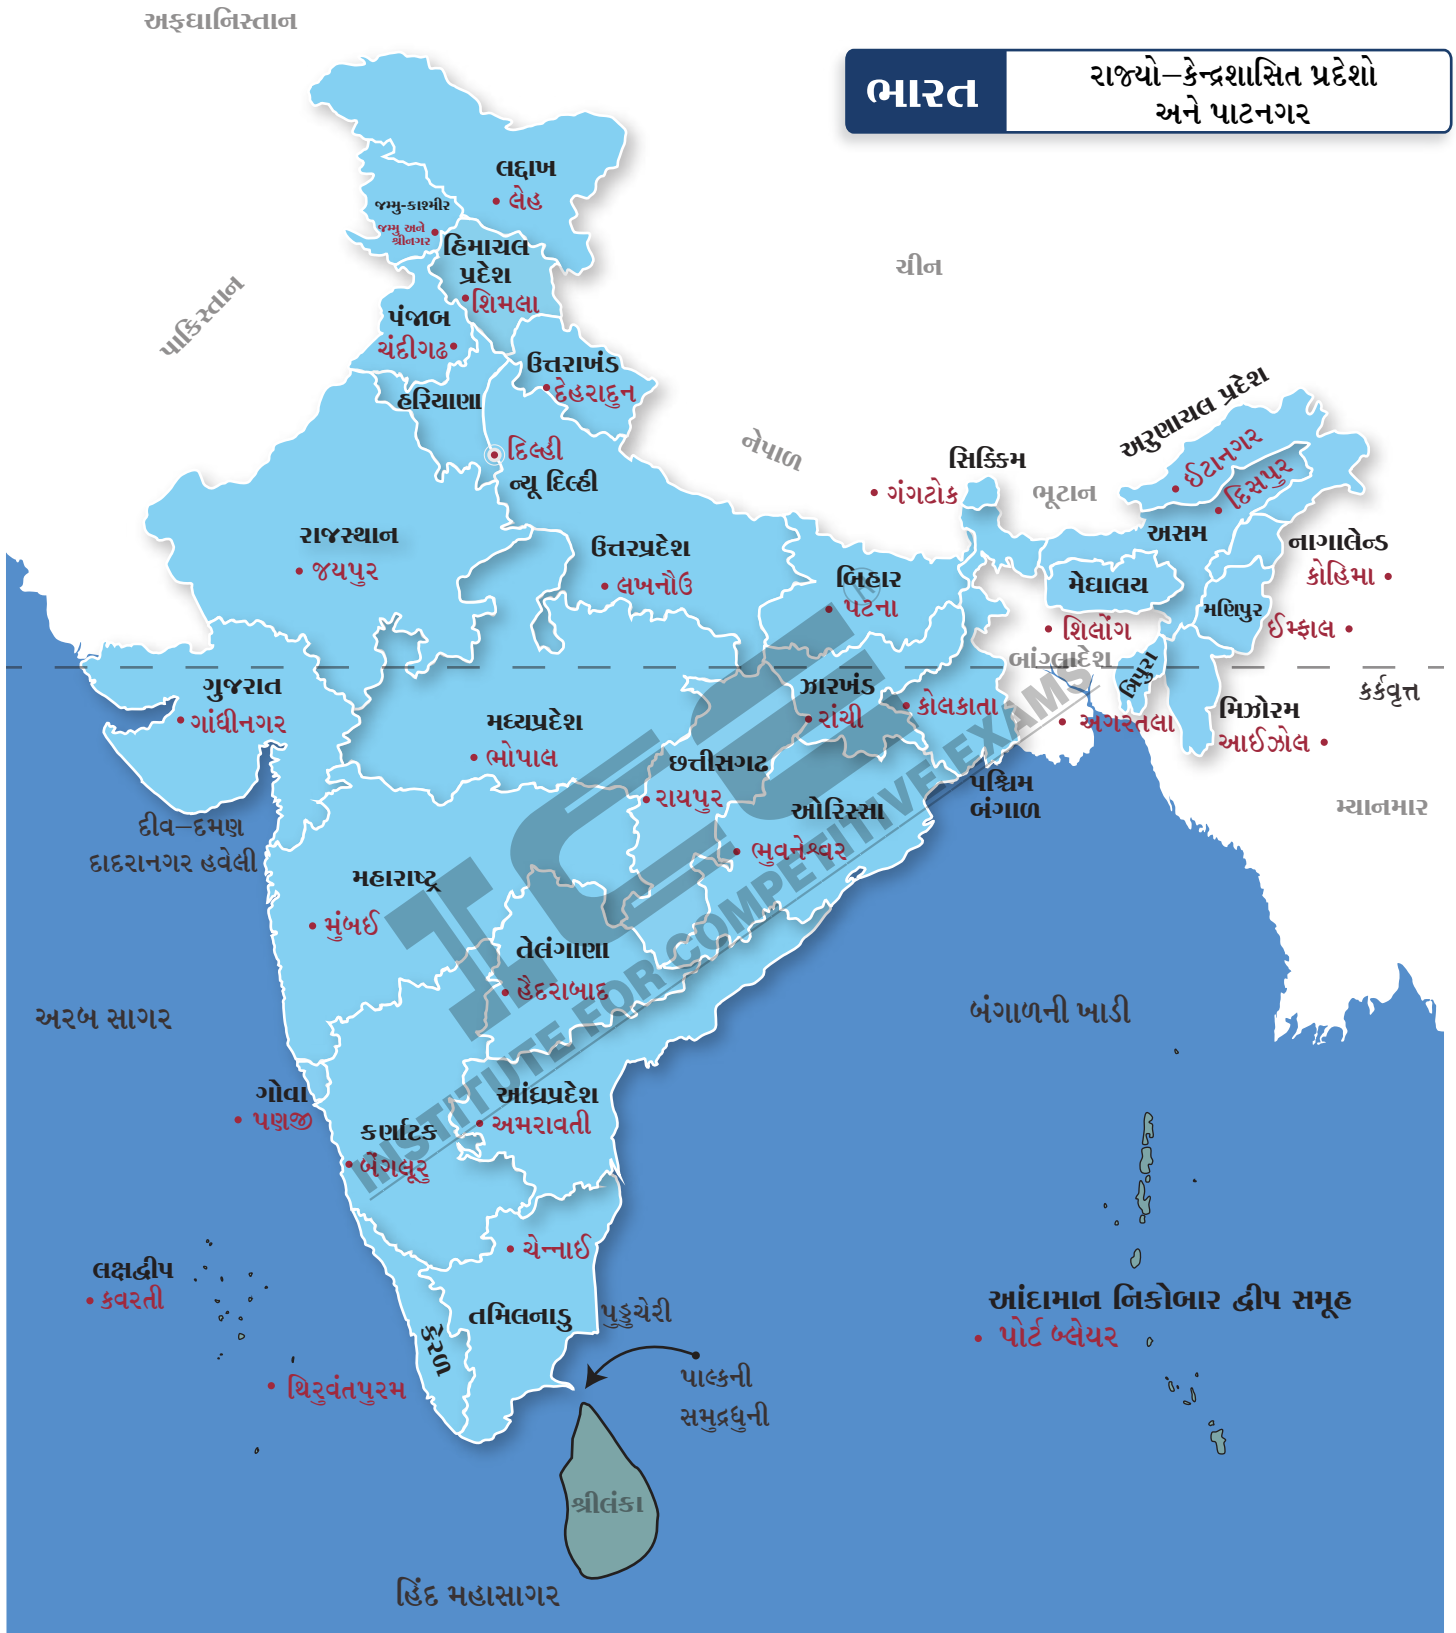 અફઘાનિસ્તાન
ભારત
રાજ્યો–કેન્દ્રશાસિત પ્રદેશો
અને પાટનગર
લદ્દાખ
લેહ
જમ્મુ-કાશ્મીર
જમ્મુ અને
શ્રીનગર
હિમાચલ
પ્રદેશ
શિમલા
ચીન
પાકિસ્તાન
પંજાબ
ચંદીગઢ
ઉત્તરાખંડ
દેહરાદુન
હરિયાણા
દિલ્હી
ન્યૂ દિલ્હી
નેપાળ
સિક્કિમ
ગંગટોક
ભૂટાન
અરુણાચલ પ્રદેશ
ઈટાનગર
દિસપુર
અસમ
નાગાલેન્ડ
કોહિમા
રાજસ્થાન
જયપુર
ઉત્તરપ્રદેશ
લખનૌઉ
બિહાર
પટના
મેઘાલય
શિલોંગ
મણિપુર
ઈમ્ફાલ
બાંગ્લાદેશ
ત્રિપુરા
અગરતલા
કર્કવૃત્ત
મિઝોરમ
આઈઝોલ
ગુજરાત
ગાંધીનગર
મધ્યપ્રદેશ
ભોપાલ
ઝારખંડ
રાંચી
કોલકાતા
પશ્ચિમ
બંગાળ
છત્તીસગઢ
રાયપુર
ઓરિસ્સા
ભુવનેશ્વર
મ્યાનમાર
દીવ–દમણ
દાદરાનગર હવેલી
મહારાષ્ટ્ર
મુંબઈ
તેલંગાણા
હૈદરાબાદ
ICE
®
INSTITUTE FOR COMPETITIVE EXAMS
અરબ સાગર
બંગાળની ખાડી
ગોવા
પણજી
કર્ણાટક
બેંગલૂરુ
આંધ્રપ્રદેશ
અમરાવતી
ચેન્નાઈ
લક્ષદ્વીપ
કવરતી
તમિલનાડુ
પુડુચેરી
કેરળ
થિરુવંતપુરમ
પાલ્કની
સમુદ્રધુની
આંદામાન નિકોબાર દ્વીપ સમૂહ
પોર્ટ બ્લેયર
શ્રીલંકા
હિંદ મહાસાગર